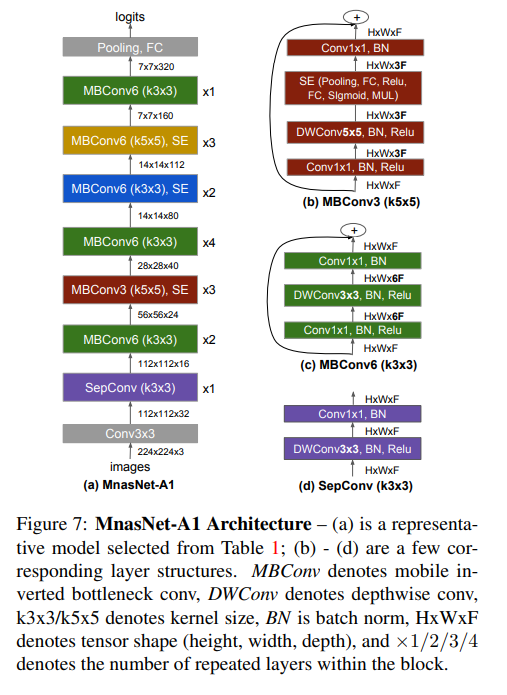 logits
Pooling, FC
7x7x320
MBConv6 (k3x3)
x1
7x7x160
MBConv6 (k5x5), SE
x3
14x14x112
MBConv6 (k3x3), SE
x2
14x14x80
MBConv6 (k3x3)
x4
28x28x40
MBConv3 (k5x5), SE
x3
56x56x24
MBConv6 (k3x3)
x2
112x112x16
SepConv (k3x3)
x1
112x112x32
Conv3x3
224x224x3
images
(a) MnasNet-A1
+
HxWxF
Conv1x1, BN
HxWx3F
SE (Pooling, FC, Relu,
FC, SIgmoid, MUL)
HxWx3F
DWConv5x5, BN, Relu
HxWx3F
Conv1x1, BN, Relu
HxWxF
(b) MBConv3 (k5x5)
+
HxWxF
Conv1x1, BN
HxWx6F
DWConv3x3, BN, Relu
HxWx6F
Conv1x1, BN, Relu
HxWxF
(c) MBConv6 (k3x3)
HxWxF
Conv1x1, BN
HxWxF
DWConv3x3, BN, Relu
HxWxF
(d) SepConv (k3x3)
Figure 7: MnasNet-A1 Architecture – (a) is a representa-
tive model selected from Table 1; (b) - (d) are a few cor-
responding layer structures. MBConv denotes mobile in-
verted bottleneck conv, DWConv denotes depthwise conv,
k3x3/k5x5 denotes kernel size, BN is batch norm, HxWxF
denotes tensor shape (height, width, depth), and ×1/2/3/4
denotes the number of repeated layers within the block.